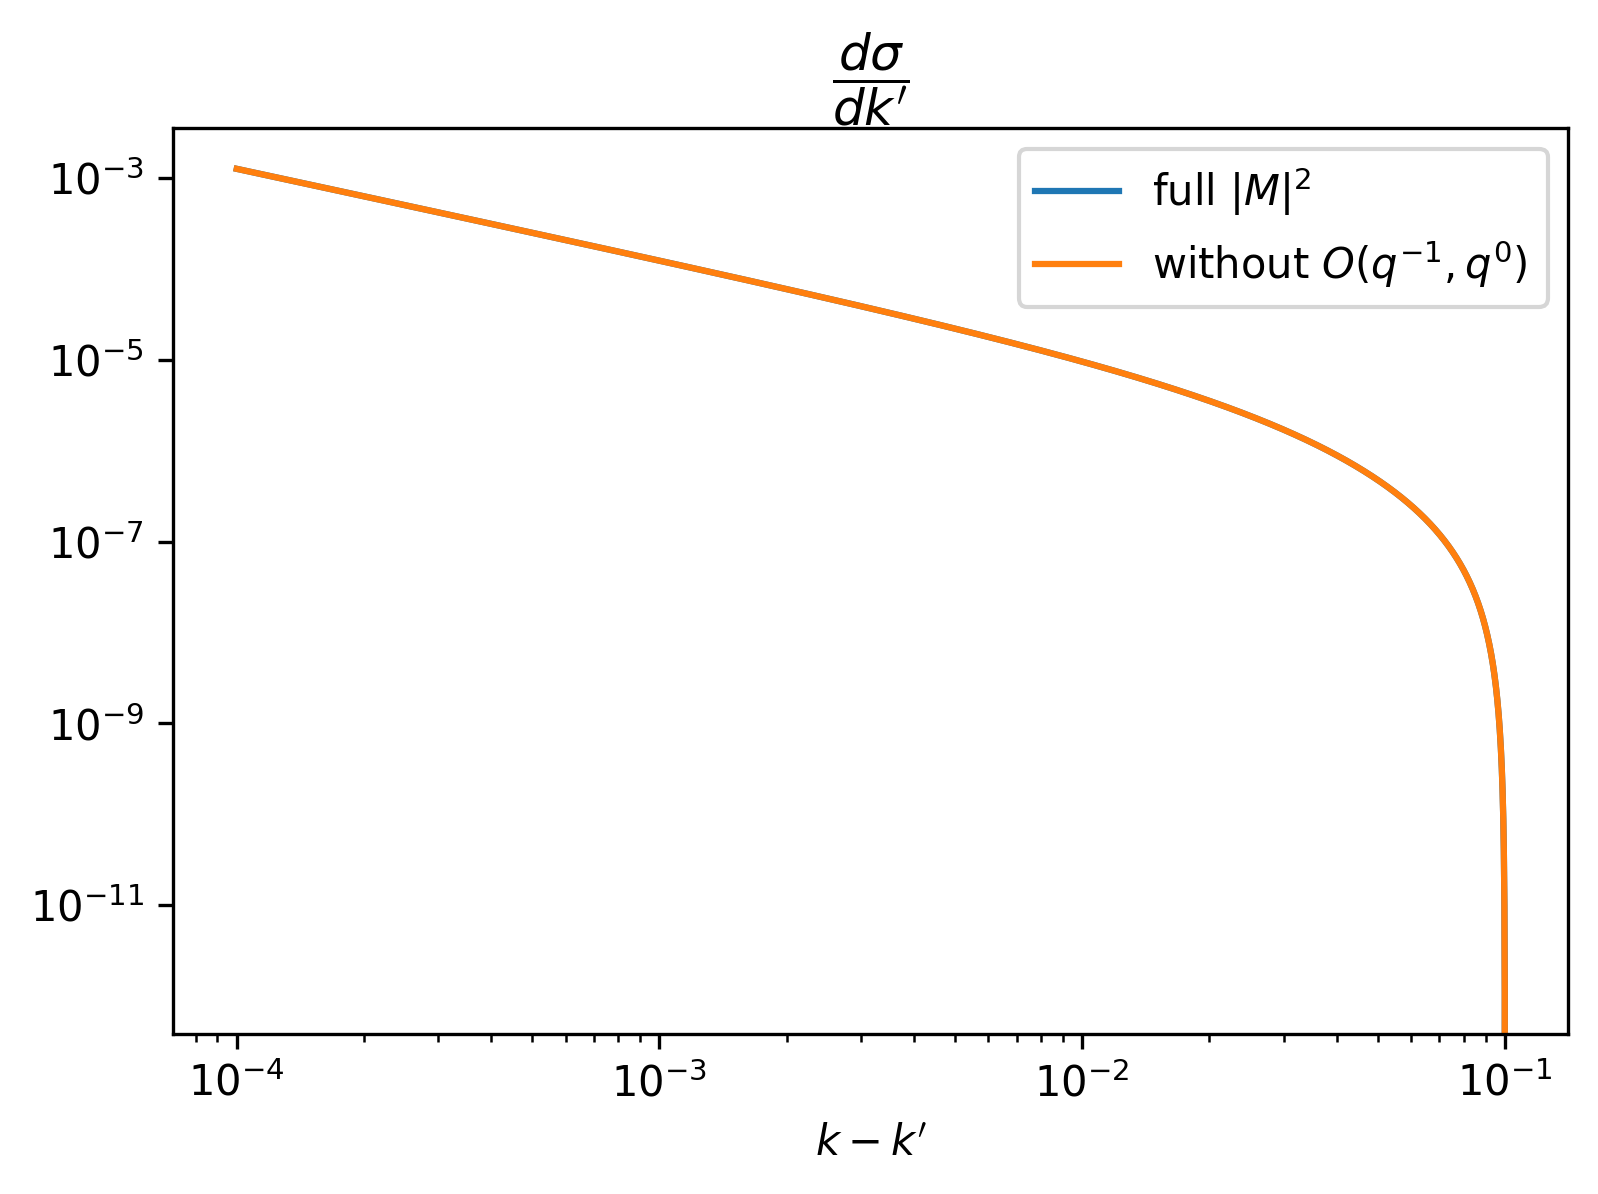 dσ
dk′
full |M|²
without O(q⁻¹, q⁰)
10⁻³
10⁻⁵
10⁻⁷
10⁻⁹
10⁻¹¹
10⁻⁴ 10⁻³ 10⁻² 10⁻¹
k − k′